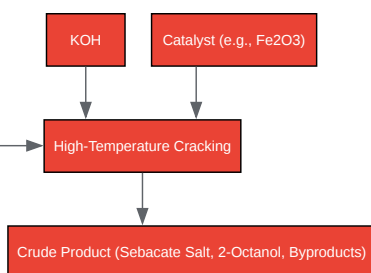 KOH
Catalyst (e.g., Fe2O3)
High-Temperature Cracking
Crude Product (Sebacate Salt, 2-Octanol, Byproducts)